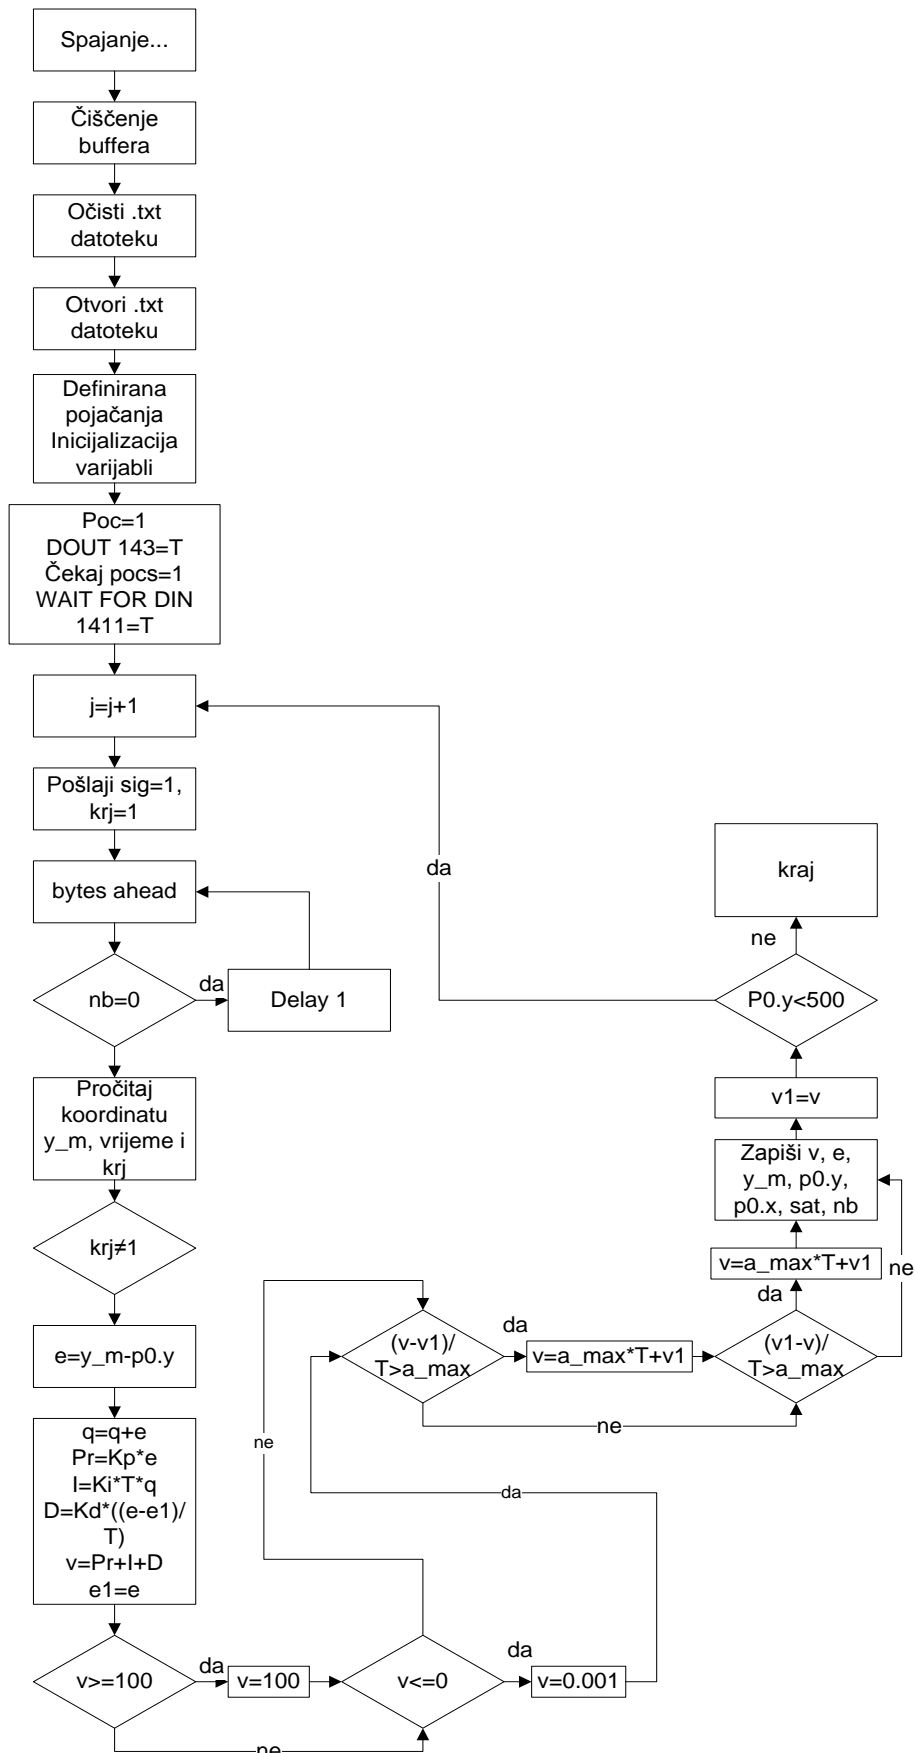 Spajanje...
Čiščenje
buffera
Očisti .txt
datoteku
Otvori .txt
datoteku
Definirana
pojačanja
Inicijalizacija
varijabli
Poc=1
DOUT 143=T
Čekaj pocs=1
WAIT FOR DIN
1411=T
j=j+1
Pošlaji sig=1,
krj=1
bytes ahead
nb=0
da
Delay 1
Pročitaj
koordinatu
y_m, vrijeme i
krj
krj≠1
e=y_m-p0.y
q=q+e
Pr=Kp*e
I=Ki*T*q
D=Kd*((e-e1)/
T)
v=Pr+I+D
e1=e
v>=100
da
v=100
ne
v<=0
da
v=0.001
ne
da
(v-v1)/
T>a_max
da
v=a_max*T+v1
ne
(v1-v)/
T>a_max
da
ne
v=a_max*T+v1
Zapiši v, e,
y_m, p0.y,
p0.x, sat, nb
v1=v
P0.y<500
da
ne
kraj